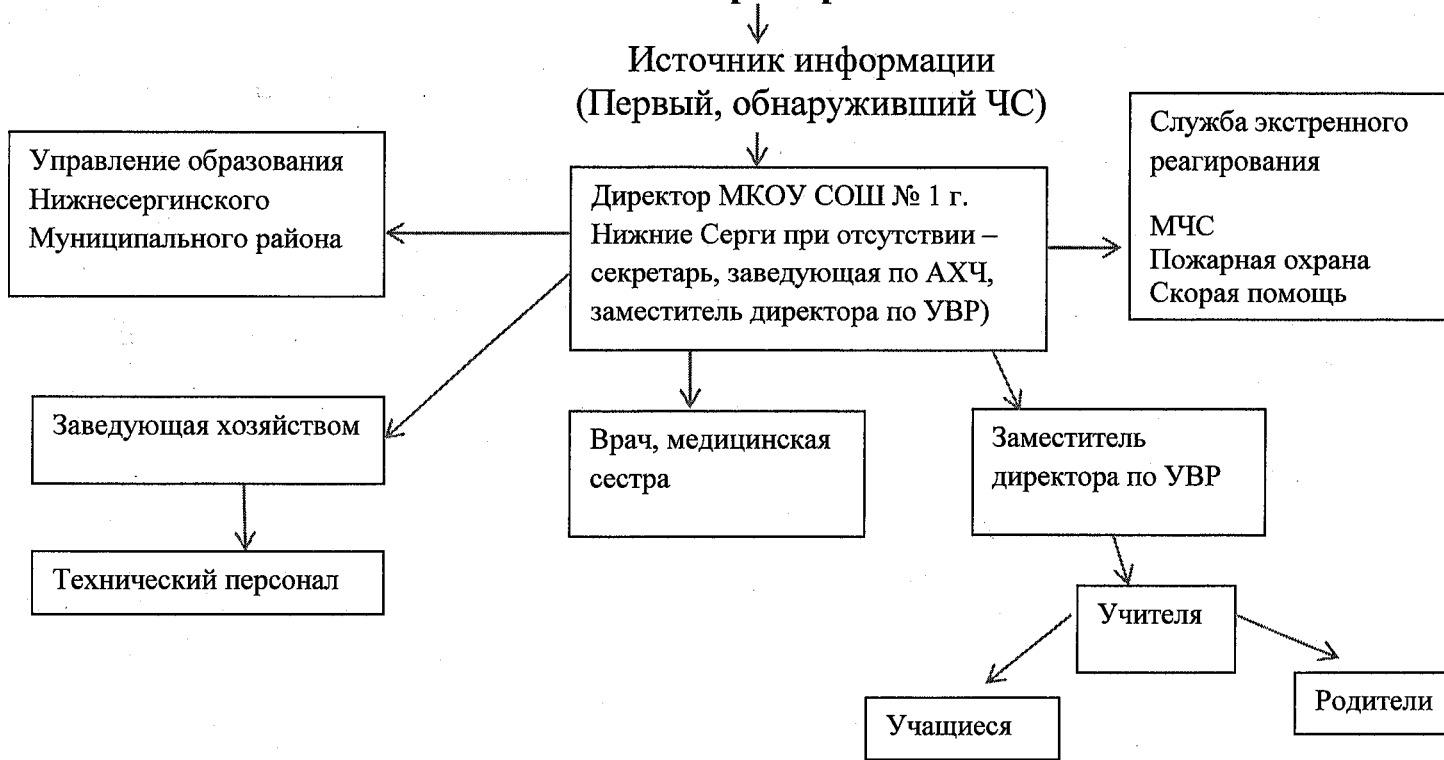 Источник информации
(Первый, обнаруживший ЧС)
Управление образования
Нижнесергинского
Муниципального района
Директор МКОУ СОШ № 1 г.
Нижние Серги при отсутствии –
секретарь, заведующая по АХЧ,
заместитель директора по УВР)
Служба экстренного
реагирования
МЧС
Пожарная охрана
Скорая помощь
Заведующая хозяйством
Врач, медицинская
сестра
Заместитель
директора по УВР
Технический персонал
Учителя
Учащиеся
Родители